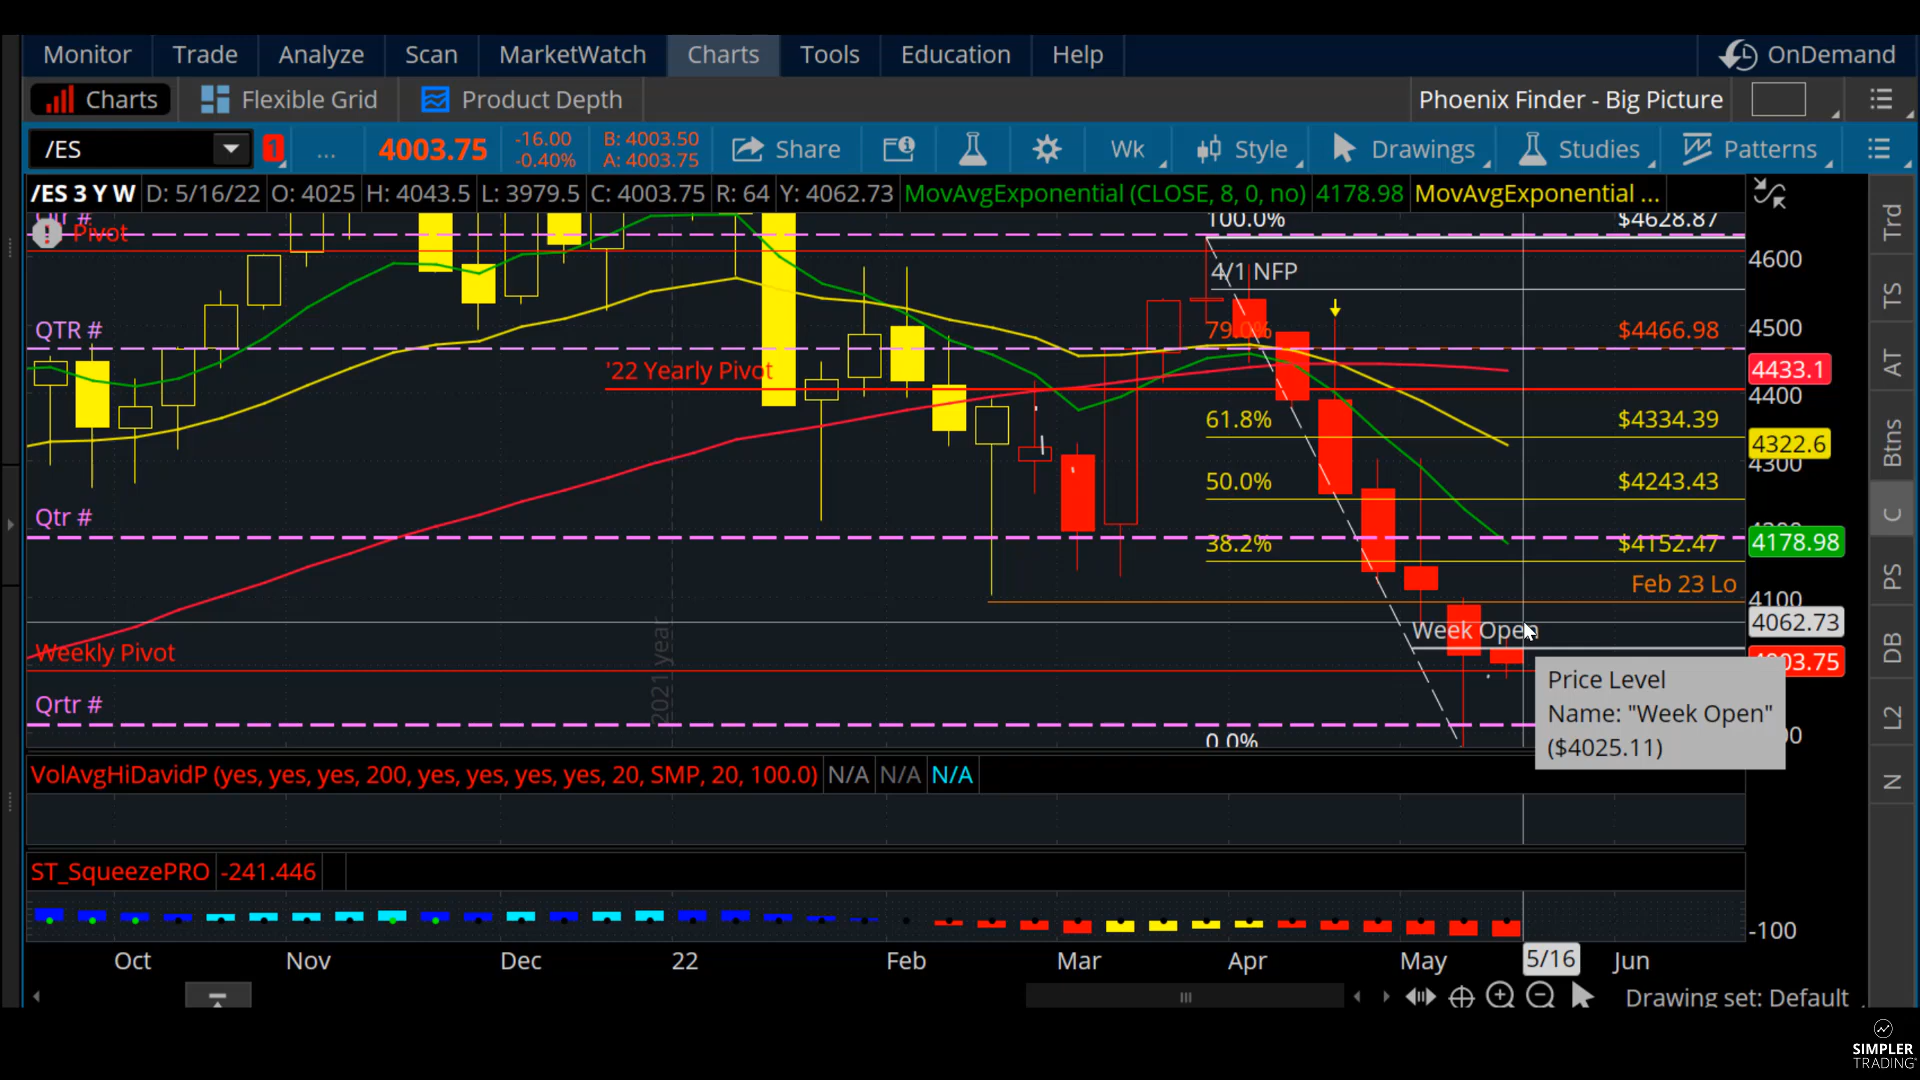 Monitor Trade Analyze Scan MarketWatch Charts Tools Education Help OnDemand
Charts Flexible Grid Product Depth Phoenix Finder - Big Picture
/ES 1 ... 4003.75 -16.00 B: 4003.50 Share Wk Style Drawings Studies Patterns
-0.40% A: 4003.75
/ES 3 Y W D: 5/16/22 O: 4025 H: 4043.5 L: 3979.5 C: 4003.75 R: 64 Y: 4062.73 MovAvgExponential (CLOSE, 8, 0, no) 4178.98 MovAvgExponential ...
Qtr # 100.0% $4628.87
Pivot
4600
4/1 NFP
QTR # 79.0% $4466.98 4500
'22 Yearly Pivot 4433.1
4400
61.8% $4334.39
4322.6
4300
50.0% $4243.43
Qtr #
38.2% $4152.47 4178.98
Feb 23 Lo
4100
4062.73
Week Open
Weekly Pivot
Price Level
Name: "Week Open"
($4025.11)
Qrtr #
0.0%
2021 year
VolAvgHiDavidP (yes, yes, yes, 200, yes, yes, yes, yes, 20, SMP, 20, 100.0) N/A N/A N/A
ST_SqueezePRO -241.446
-100
Oct Nov Dec 22 Feb Mar Apr May 5/16 Jun
Drawing set: Default
Trd
TS
AT
Btns
C
PS
DB
L2
N
SIMPLER
TRADING